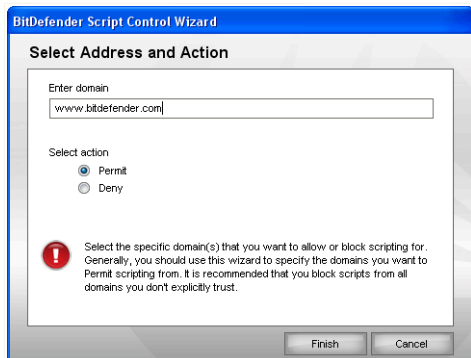 BitDefender Script Control Wizard
Select Address and Action
Enter domain
www.bitdefender.com
Select action
Permit
Deny
Select the specific domain(s) that you want to allow or block scripting for.
Generally, you should use this wizard to specify the domains you want to
Permit scripting from. It is recommended that you block scripts from all
domains you don't explicitly trust.
Finish
Cancel